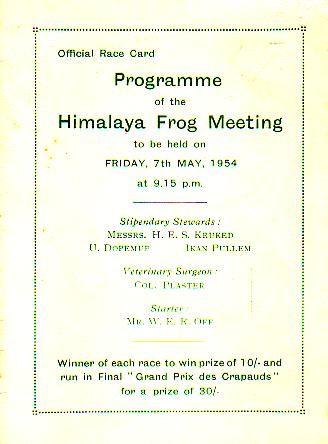 Official Race Card
Programme
of the
Himalaya Frog Meeting
to be held on
FRIDAY, 7th MAY, 1954
at 9.15 p.m.
Stipendary Stewards :
MESSRS. H. E. S. KRUKED
U. DOPEMUP IKAN PULLEM
Veterinary Surgeon :
COL. PLASTER
Starter :
MR. W. E. R. OFF
Winner of each race to win prize of 10/- and
run in Final "Grand Prix des Crapauds"
for a prize of 30/-